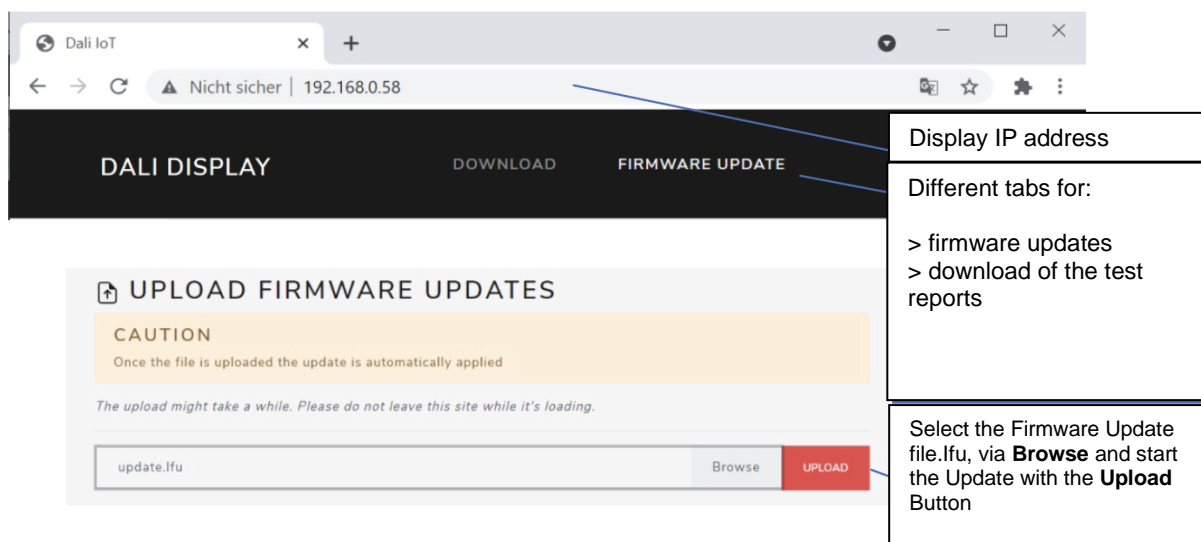 Dali IoT
Nicht sicher | 192.168.0.58
DALI DISPLAY DOWNLOAD FIRMWARE UPDATE
Display IP address
Different tabs for:
> firmware updates
> download of the test
reports
UPLOAD FIRMWARE UPDATES
CAUTION
Once the file is uploaded the update is automatically applied
The upload might take a while. Please do not leave this site while it's loading.
update.lfu Browse UPLOAD
Select the Firmware Update
file.lfu, via Browse and start
the Update with the Upload
Button